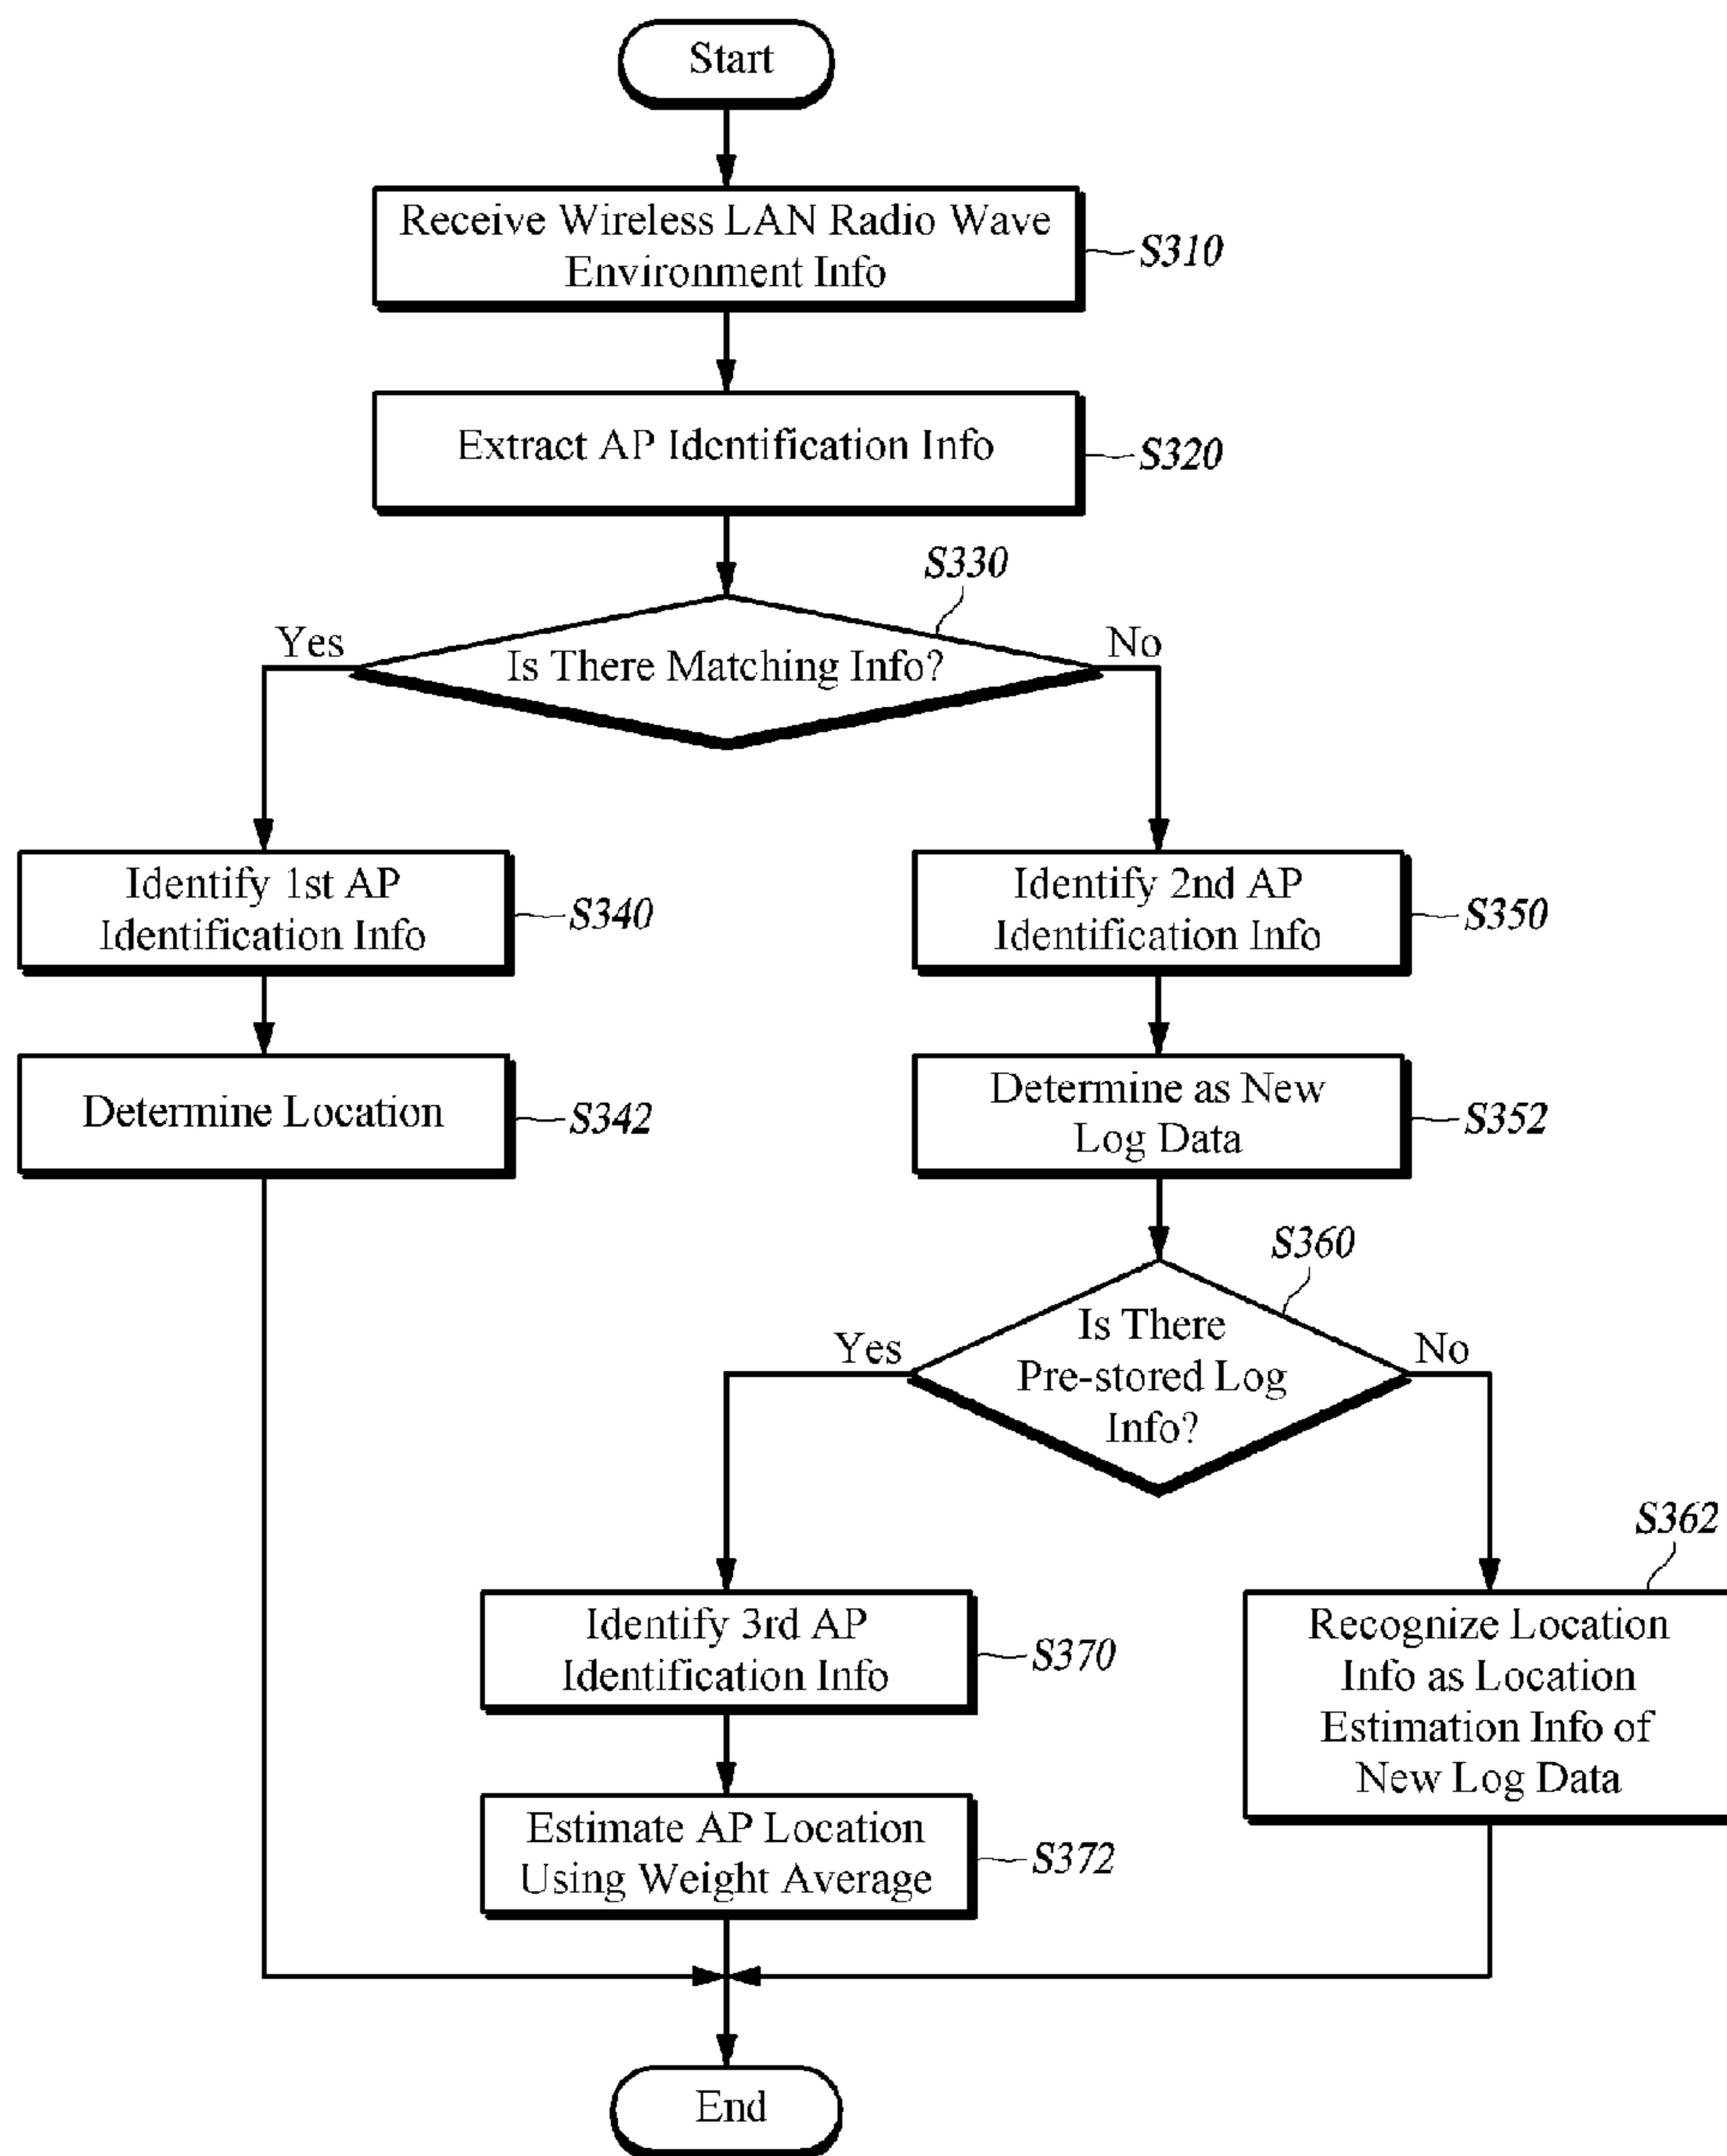 Start
Receive Wireless LAN Radio Wave
Environment Info
S310
Extract AP Identification Info
S320
S330
Yes
Is There Matching Info?
No
Identify 1st AP
Identification Info
S340
Identify 2nd AP
Identification Info
S350
Determine Location
S342
Determine as New
Log Data
S352
S360
Yes
Is There
Pre-stored Log
Info?
No
S362
Identify 3rd AP
Identification Info
S370
Recognize Location
Info as Location
Estimation Info of
New Log Data
Estimate AP Location
Using Weight Average
S372
End